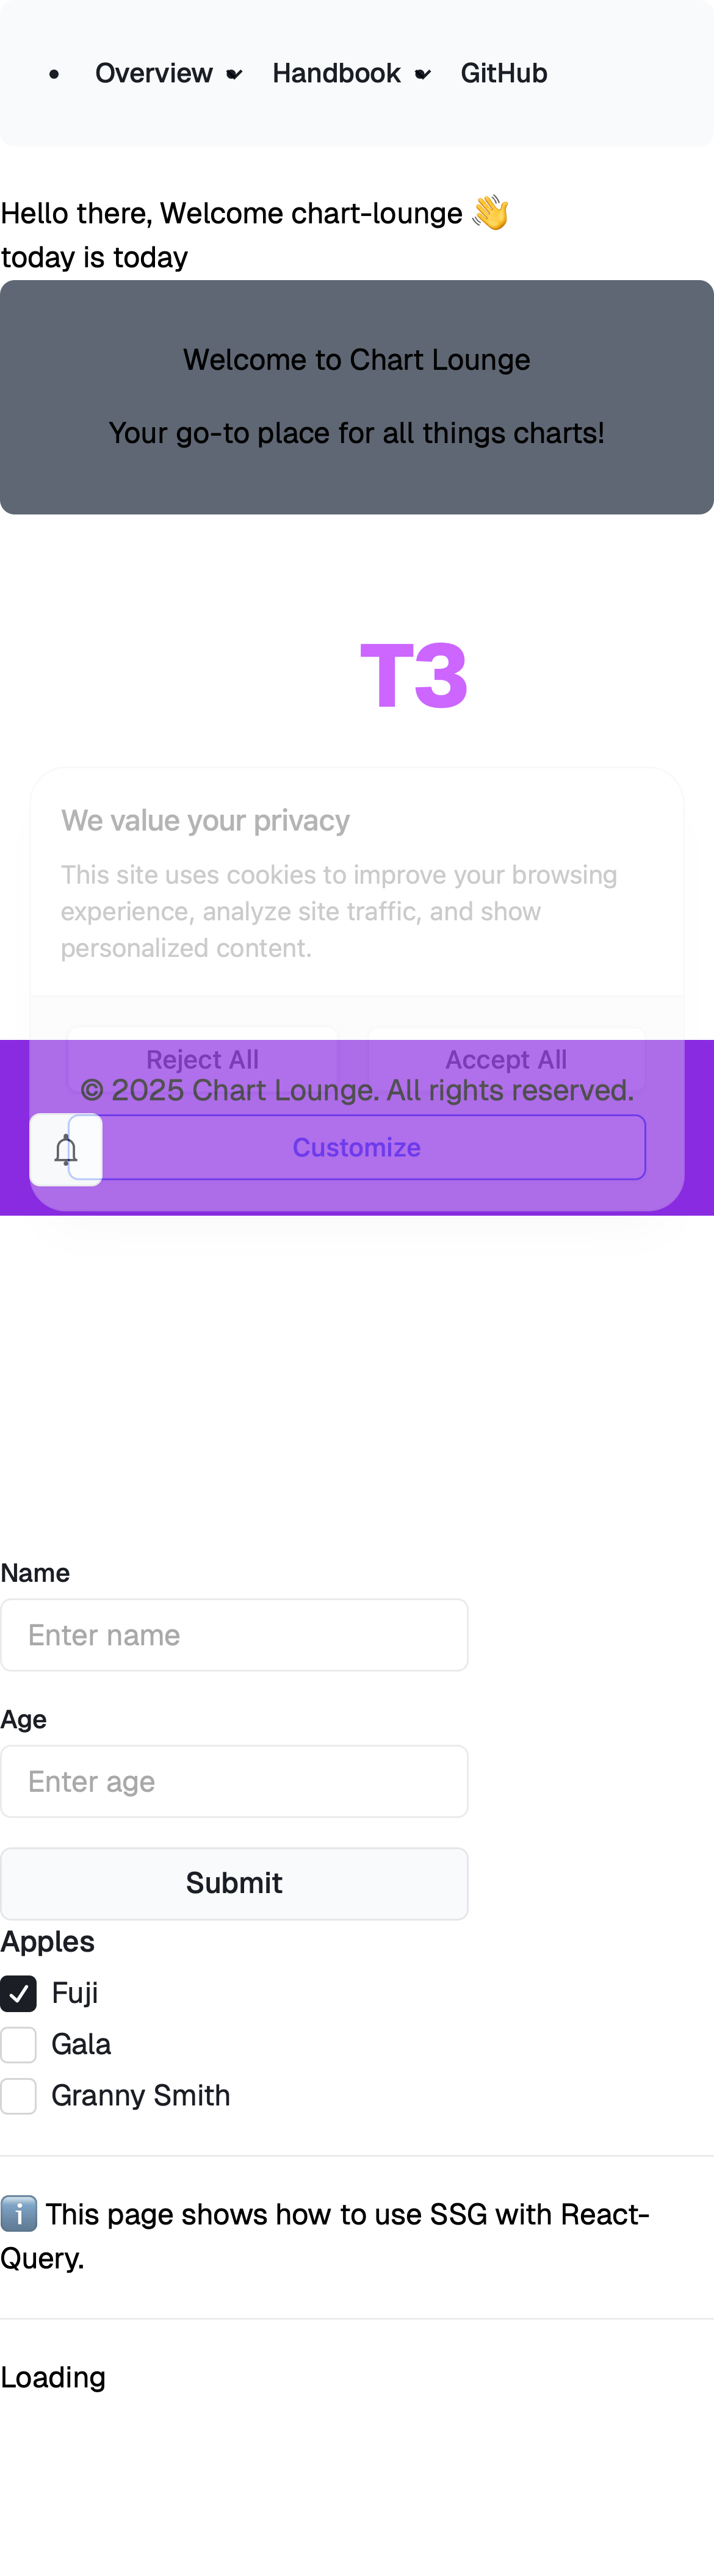 Overview Handbook GitHub
Hello there, Welcome chart-lounge 👋
today is today
Welcome to Chart Lounge
Your go-to place for all things charts!
T3
We value your privacy
This site uses cookies to improve your browsing
experience, analyze site traffic, and show
personalized content.
Reject All Accept All
© 2025 Chart Lounge. All rights reserved.
Customize
Name
Enter name
Age
Enter age
Submit
Apples
Fuji
Gala
Granny Smith
ℹ️ This page shows how to use SSG with React-
Query.
Loading